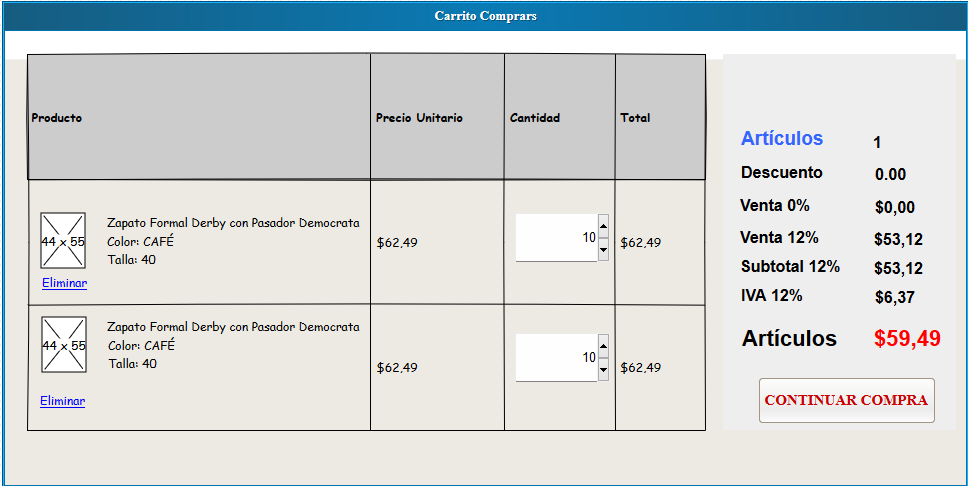 Carrito Comprars
Producto
Precio Unitario
Cantidad
Total
44 x 55
Zapato Formal Derby con Pasador Democrata
Color: CAFÉ
Talla: 40
Eliminar
$62,49
10
$62,49
44 x 55
Zapato Formal Derby con Pasador Democrata
Color: CAFÉ
Talla: 40
Eliminar
$62,49
10
$62,49
Artículos 1
Descuento 0.00
Venta 0% $0,00
Venta 12% $53,12
Subtotal 12% $53,12
IVA 12% $6,37
Artículos $59,49
CONTINUAR COMPRA